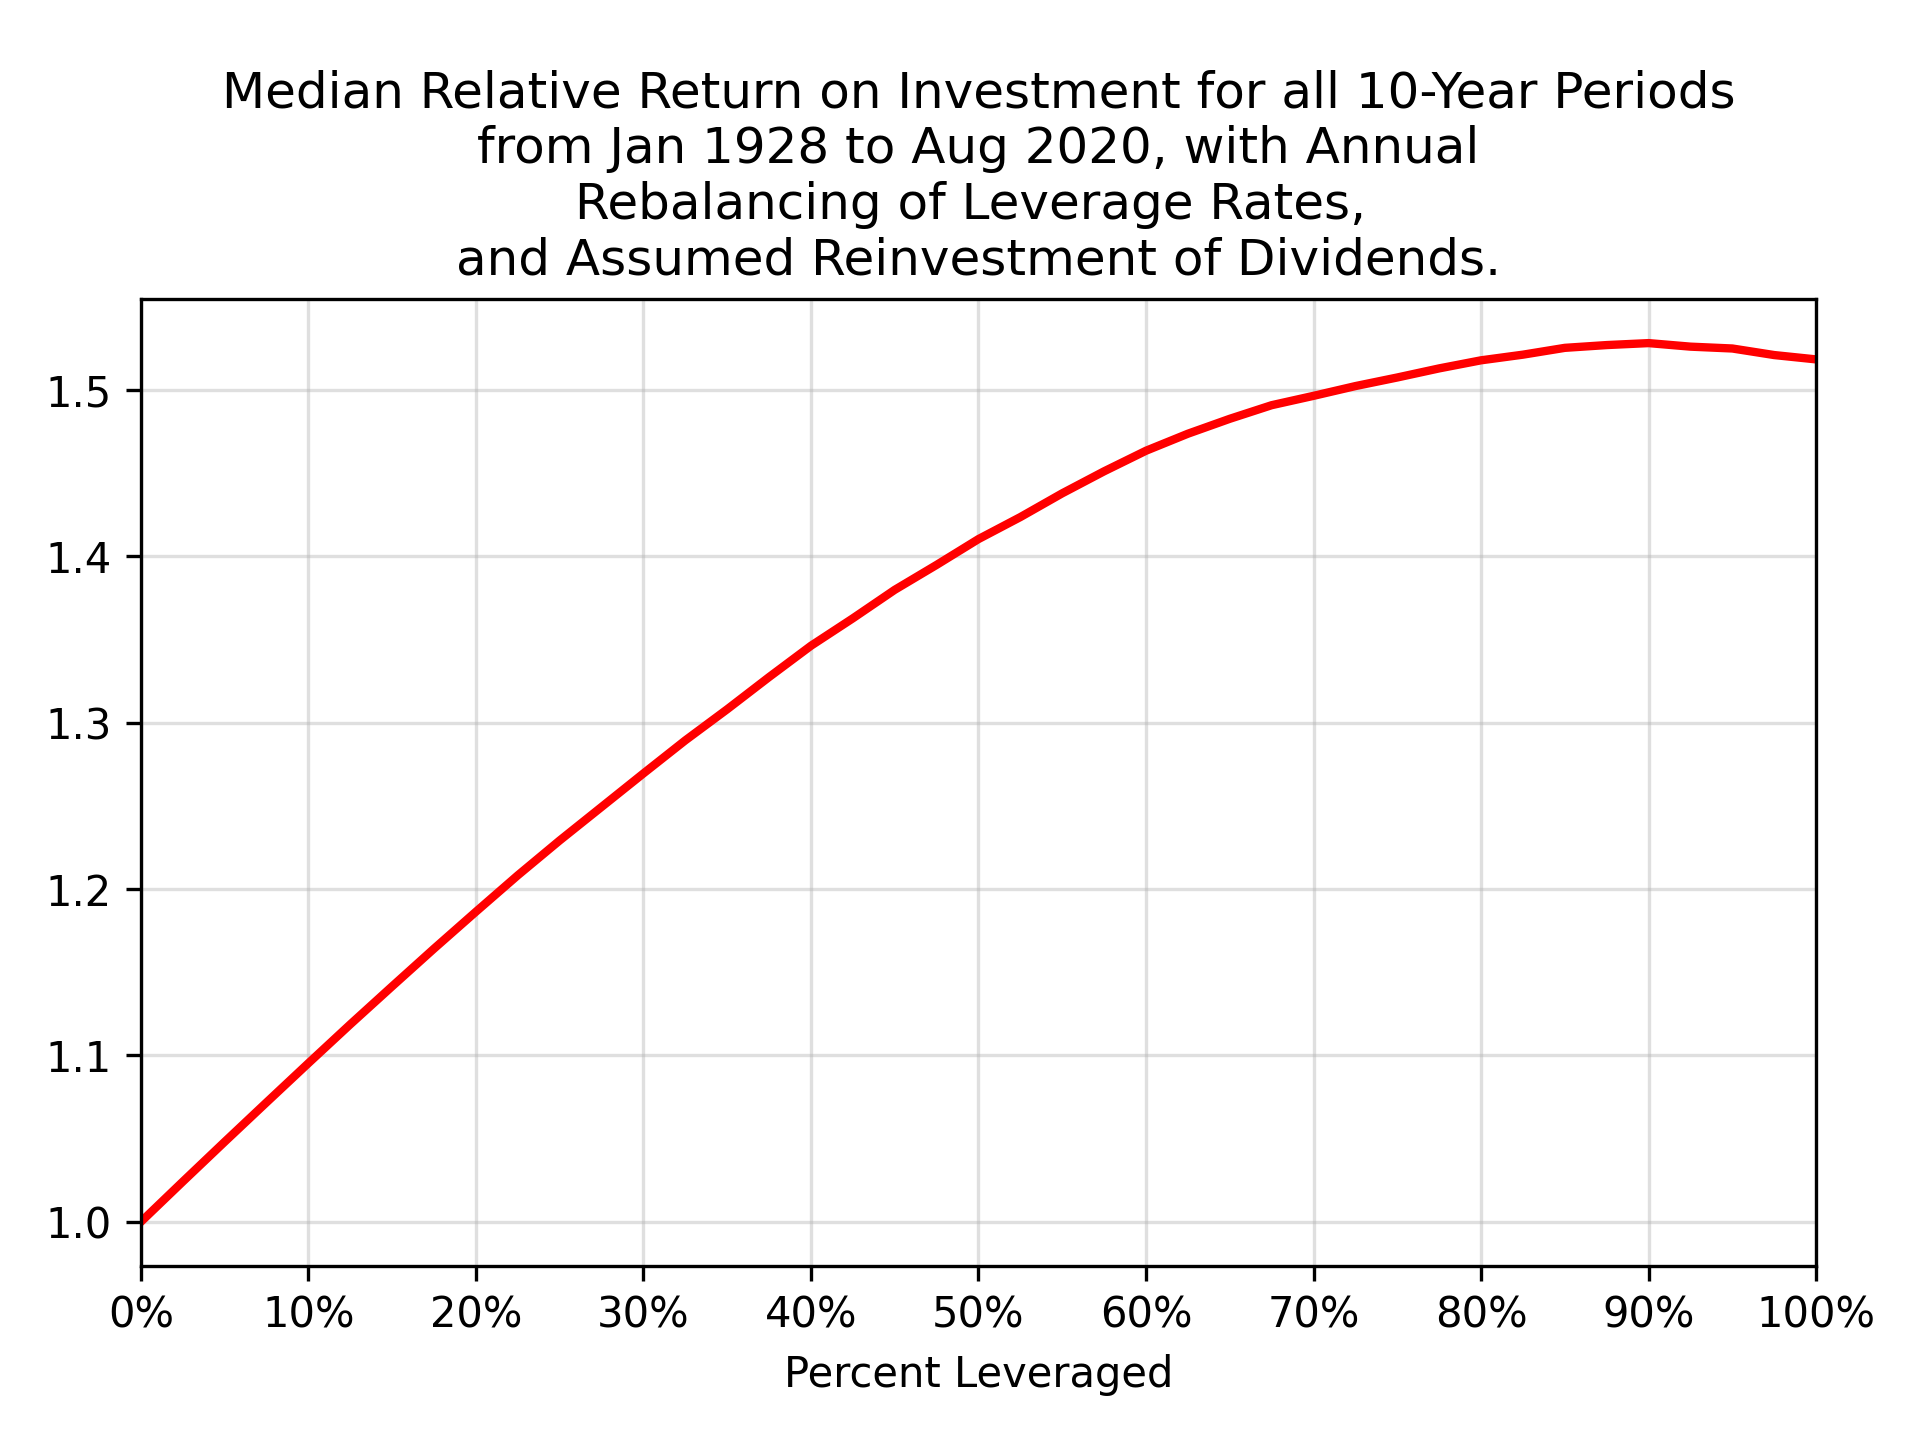 Median Relative Return on Investment for all 10-Year Periods
from Jan 1928 to Aug 2020, with Annual
Rebalancing of Leverage Rates,
and Assumed Reinvestment of Dividends.
1.5
1.4
1.3
1.2
1.1
1.0
0% 10% 20% 30% 40% 50% 60% 70% 80% 90% 100%
Percent Leveraged